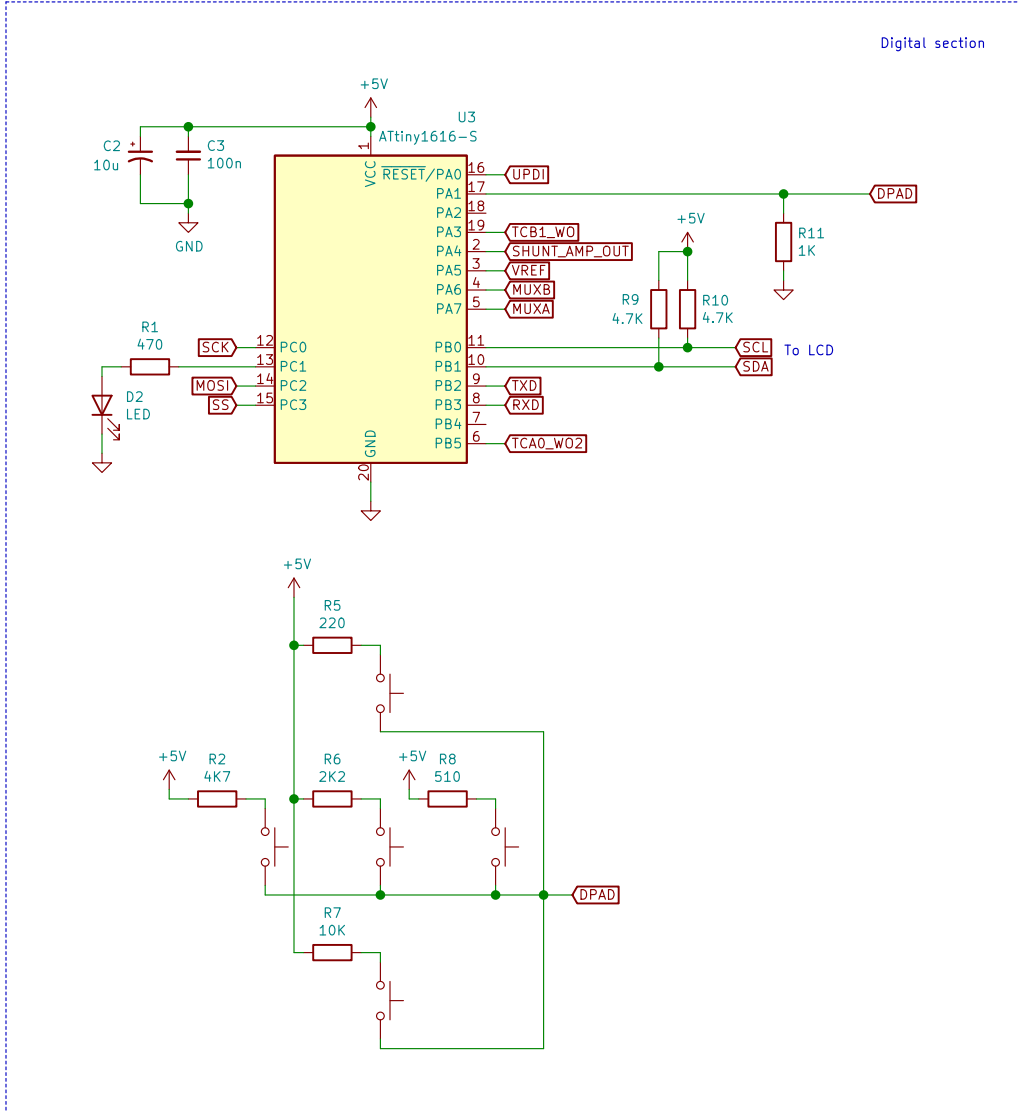 Digital section
+5V
U3
ATtiny1616-S
C2
10u
C3
100n
GND
1
VCC
RESET/PA0
16
UPDI
PA1
17
DPAD
PA2
18
PA3
19
TCB1_WO
PA4
2
SHUNT_AMP_OUT
PA5
3
VREF
PA6
4
MUXB
PA7
5
MUXA
+5V
R11
1K
R9
4.7K
R10
4.7K
R1
470
SCK
12
PC0
13
PC1
MOSI
14
PC2
SS
15
PC3
D2
LED
PB0
11
SCL
To LCD
PB1
10
SDA
PB2
9
TXD
PB3
8
RXD
PB4
7
PB5
6
TCA0_WO2
GND
20
+5V
R5
220
+5V
R2
4K7
R6
2K2
+5V
R8
510
DPAD
R7
10K